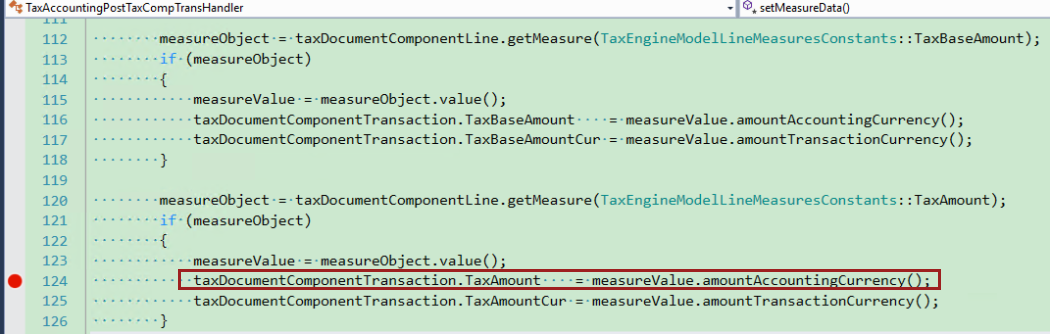 TaxAccountingPostTaxCompTransHandler setMeasureData()
111
112 measureObject = taxDocumentComponentLine.getMeasure(TaxEngineModelLineMeasuresConstants::TaxBaseAmount);
113 if (measureObject)
114 {
115 measureValue = measureObject.value();
116 taxDocumentComponentTransaction.TaxBaseAmount = measureValue.amountAccountingCurrency();
117 taxDocumentComponentTransaction.TaxBaseAmountCur = measureValue.amountTransactionCurrency();
118 }
119
120 measureObject = taxDocumentComponentLine.getMeasure(TaxEngineModelLineMeasuresConstants::TaxAmount);
121 if (measureObject)
122 {
123 measureValue = measureObject.value();
124 taxDocumentComponentTransaction.TaxAmount = measureValue.amountAccountingCurrency();
125 taxDocumentComponentTransaction.TaxAmountCur = measureValue.amountTransactionCurrency();
126 }